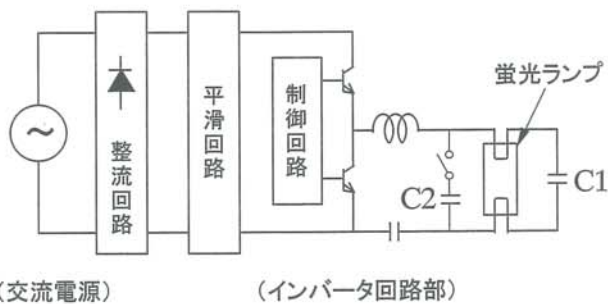 蛍光ランプ
整流回路
平滑回路
制御回路
C2
C1
(交流電源)
(インバータ回路部)